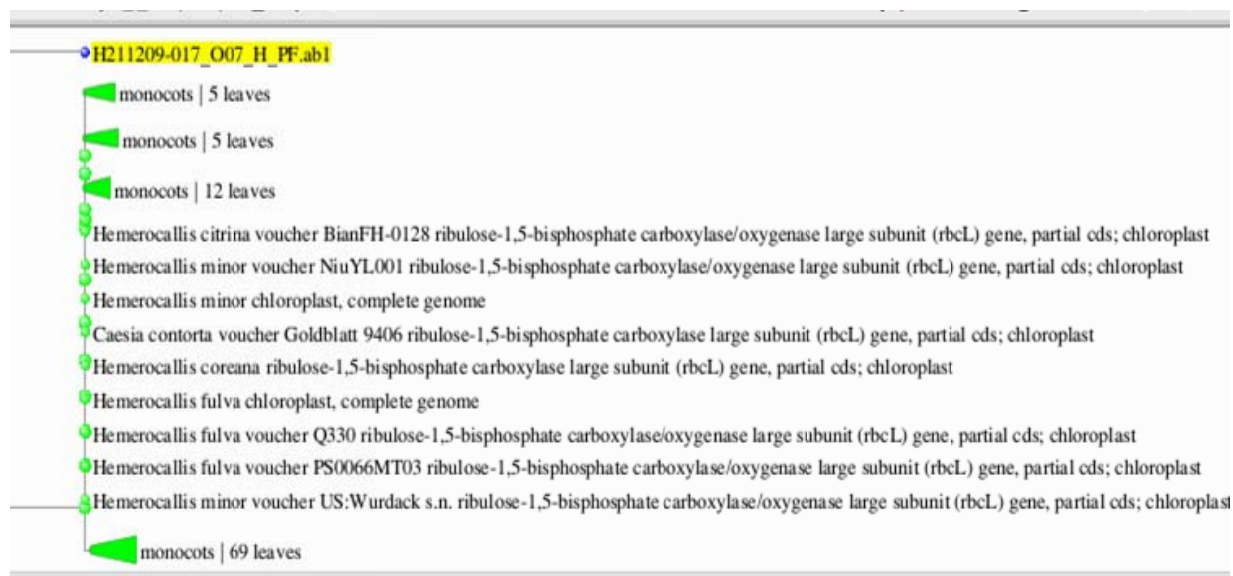 H211209-017_O07_H_PF.ab1
monocots | 5 leaves
monocots | 5 leaves
monocots | 12 leaves
Hemerocallis citrina voucher BianFH-0128 ribulose-1,5-bisphosphate carboxylase/oxygenase large subunit (rbcL) gene, partial cds; chloroplast
Hemerocallis minor voucher NiuYL001 ribulose-1,5-bisphosphate carboxylase/oxygenase large subunit (rbcL) gene, partial cds; chloroplast
Hemerocallis minor chloroplast, complete genome
Caesia contorta voucher Goldblatt 9406 ribulose-1,5-bisphosphate carboxylase large subunit (rbcL) gene, partial cds; chloroplast
Hemerocallis coreana ribulose-1,5-bisphosphate carboxylase large subunit (rbcL) gene, partial cds; chloroplast
Hemerocallis fulva chloroplast, complete genome
Hemerocallis fulva voucher Q330 ribulose-1,5-bisphosphate carboxylase/oxygenase large subunit (rbcL) gene, partial cds; chloroplast
Hemerocallis fulva voucher PS0066MT03 ribulose-1,5-bisphosphate carboxylase/oxygenase large subunit (rbcL) gene, partial cds; chloroplast
Hemerocallis minor voucher US:Wurdack s.n. ribulose-1,5-bisphosphate carboxylase/oxygenase large subunit (rbcL) gene, partial cds; chloroplast
monocots | 69 leaves